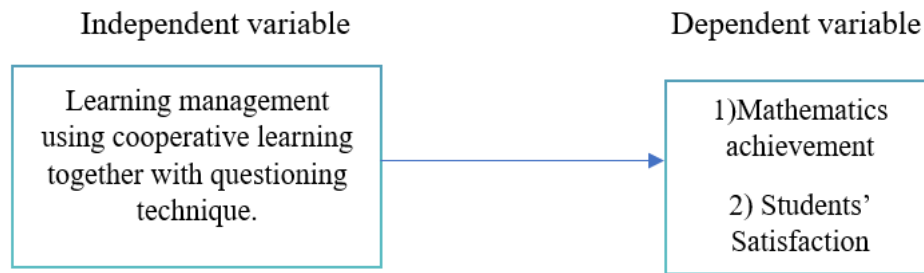 Independent variable
Dependent variable
Learning management
using cooperative learning
together with questioning
technique.
1)Mathematics
achievement
2) Students’
Satisfaction